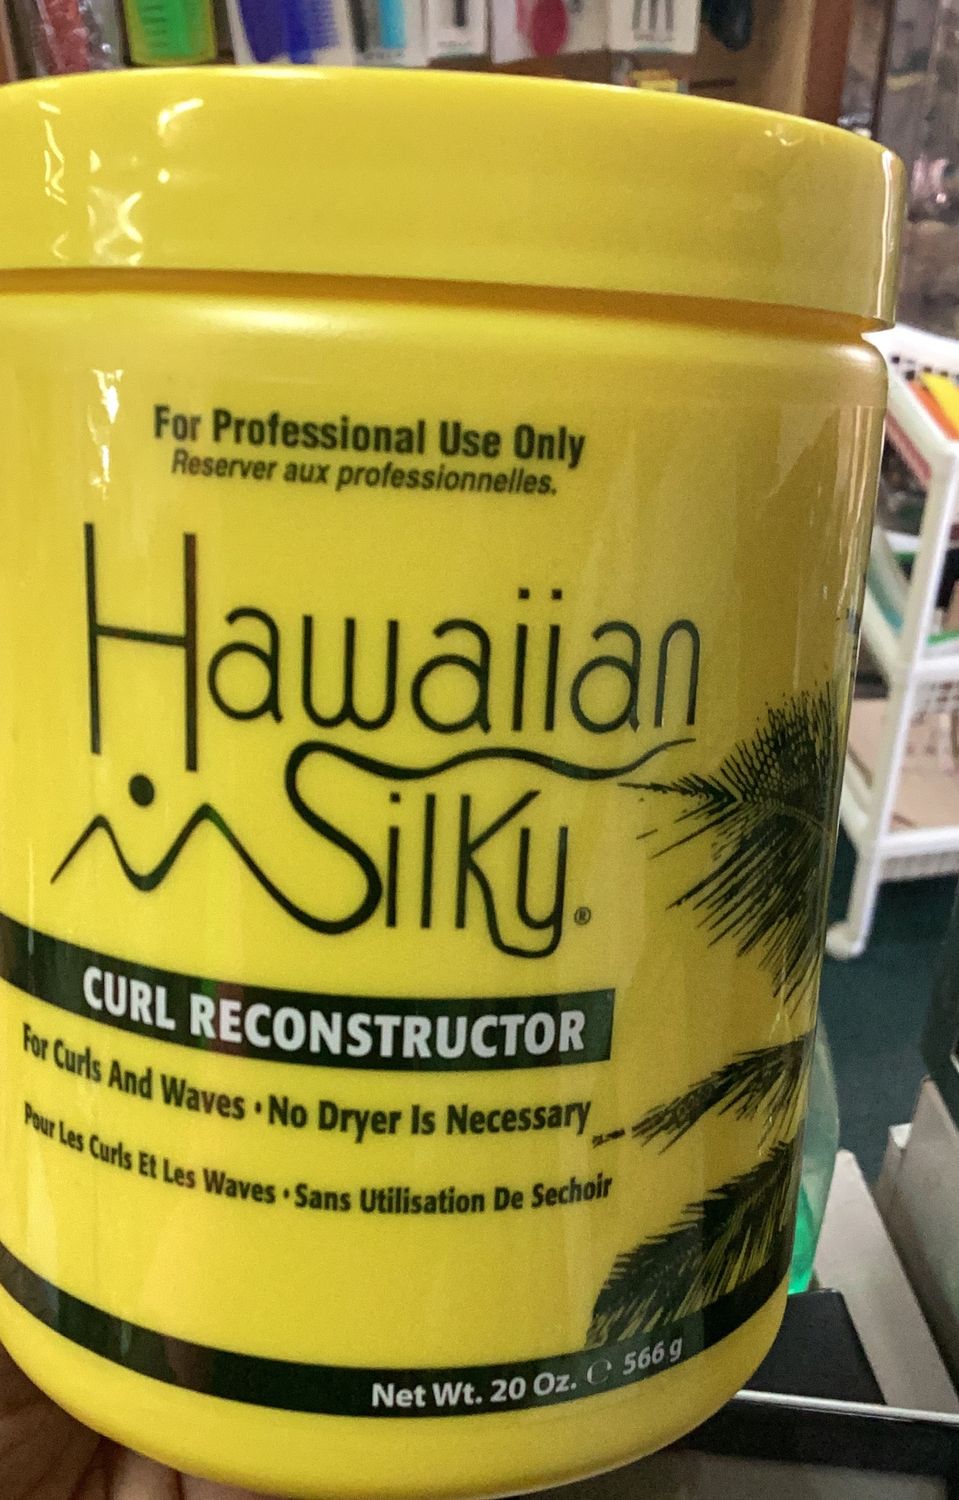 For Professional Use Only
Reserver aux professionnelles.
Hawaiian
Silky®
CURL RECONSTRUCTOR
For Curls And Waves • No Dryer Is Necessary
Pour Les Curls Et Les Waves • Sans Utilisation De Sechoir
Net Wt. 20 Oz. ℮ 566 g